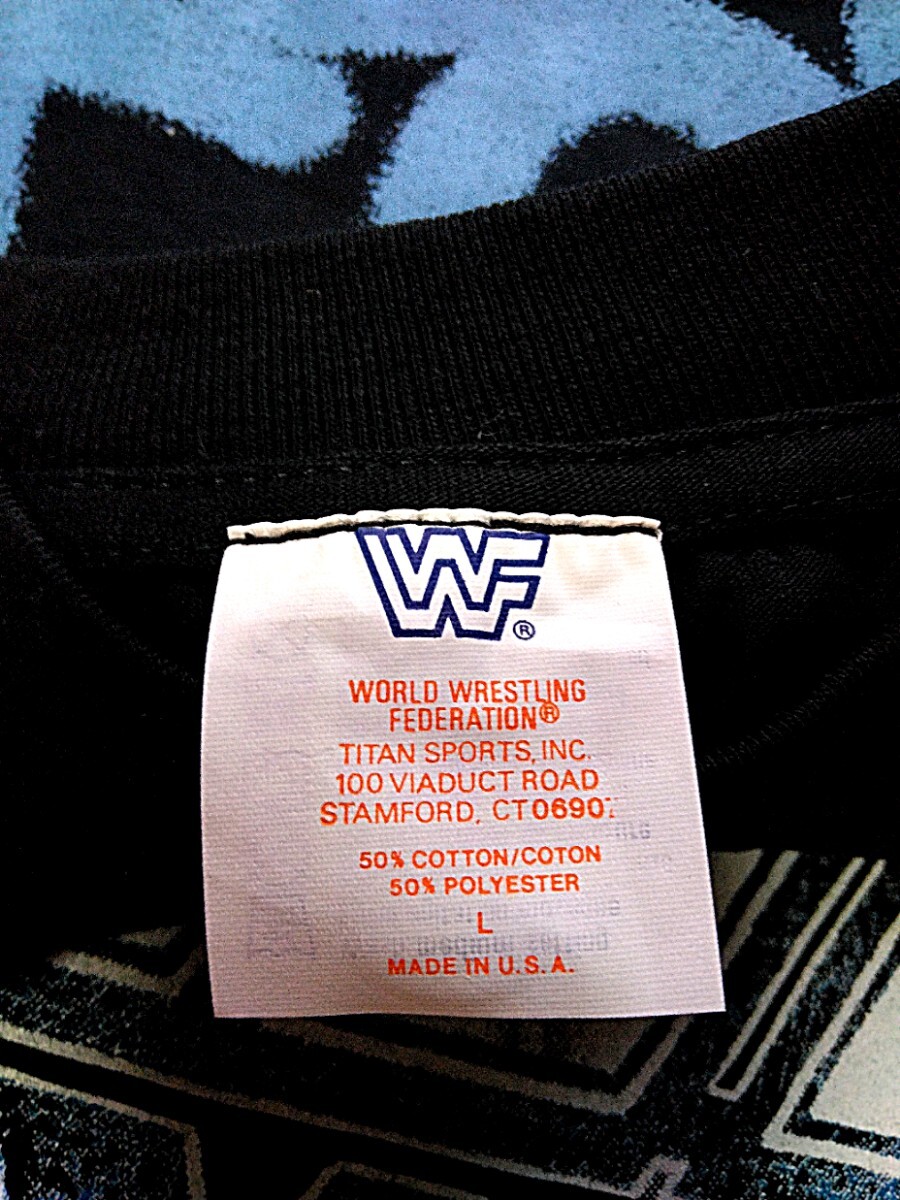 WF®
WORLD WRESTLING
FEDERATION®
TITAN SPORTS, INC.
100 VIADUCT ROAD
STAMFORD, CT
50% COTTON/COTON
50% POLYESTER
L
MADE IN U.S.A.